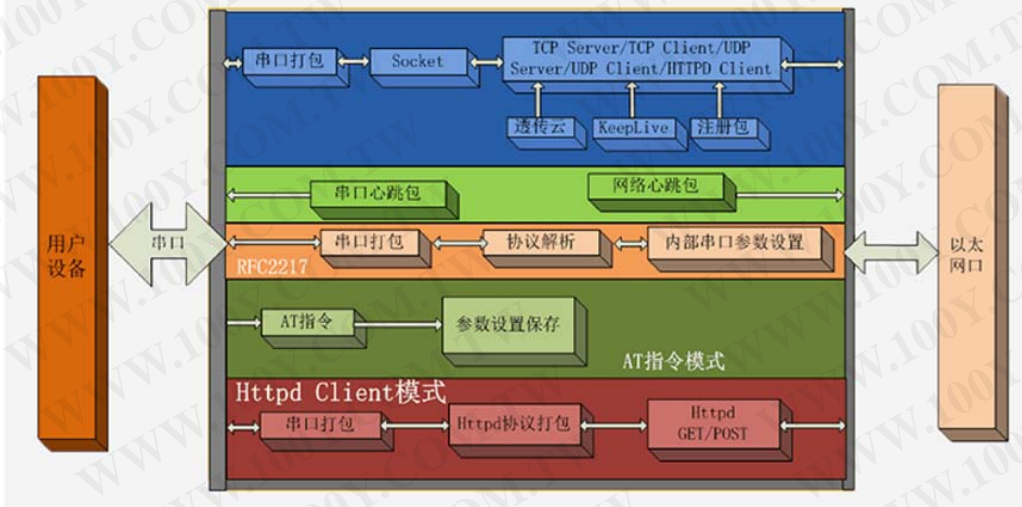 串口打包
Socket
TCP Server/TCP Client/UDP
Server/UDP Client/HTTPD Client
透传云
KeepLive
注册包
串口心跳包
网络心跳包
用户
设备
串口
串口打包
协议解析
内部串口参数设置
RFC2217
以太
网口
AT指令
参数设置保存
AT指令模式
Httpd Client模式
串口打包
Httpd协议打包
Httpd
GET/POST
WWW.100Y.COM.TW